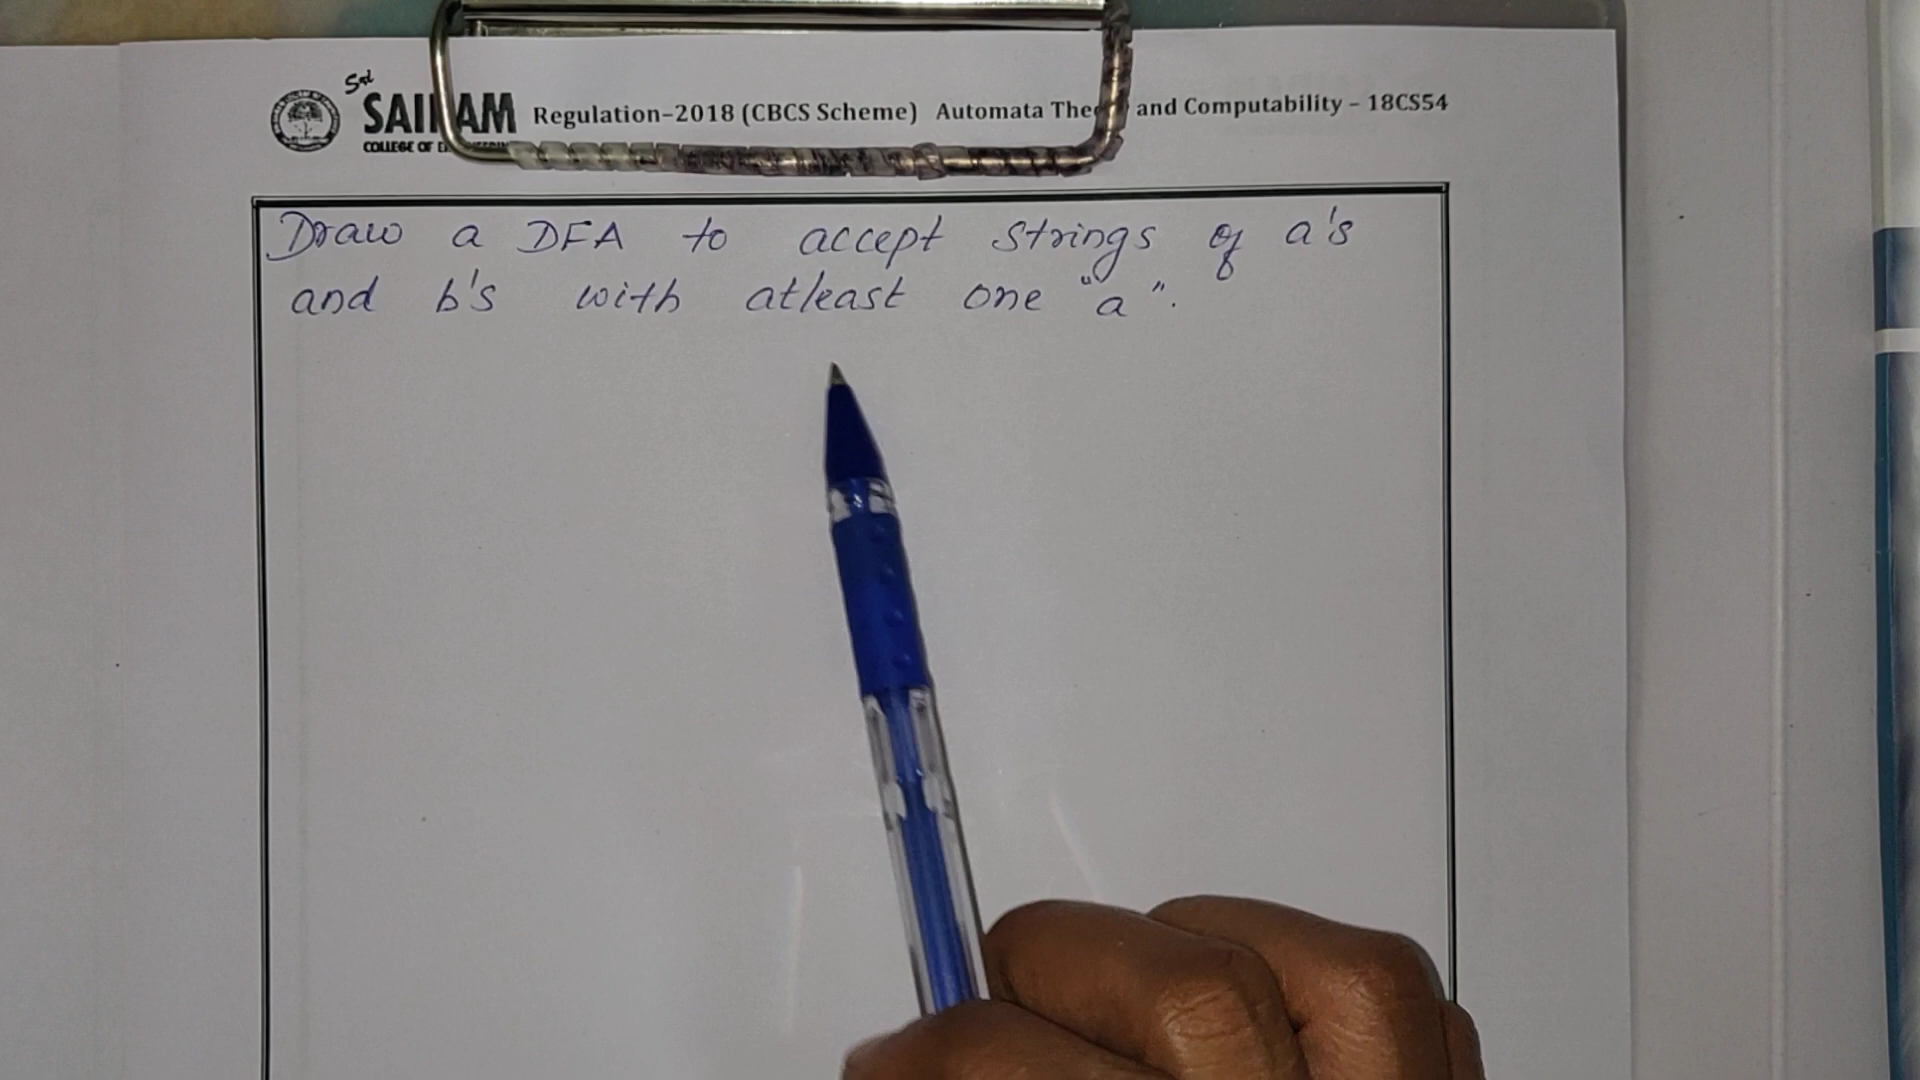 Sri
SAI AM Regulation–2018 (CBCS Scheme) Automata Theory and Computability – 18CS54
COLLEGE OF
Draw a DFA to accept strings of a's
and b's with atleast one "a".